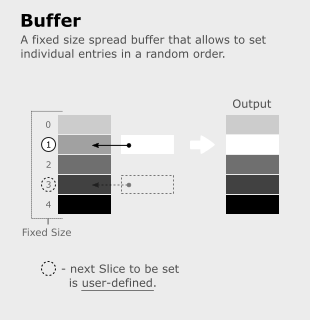 Buffer
A fixed size spread buffer that allows to set
individual entries in a random order.
Output
0
1
2
3
4
Fixed Size
- next Slice to be set
is user-defined.